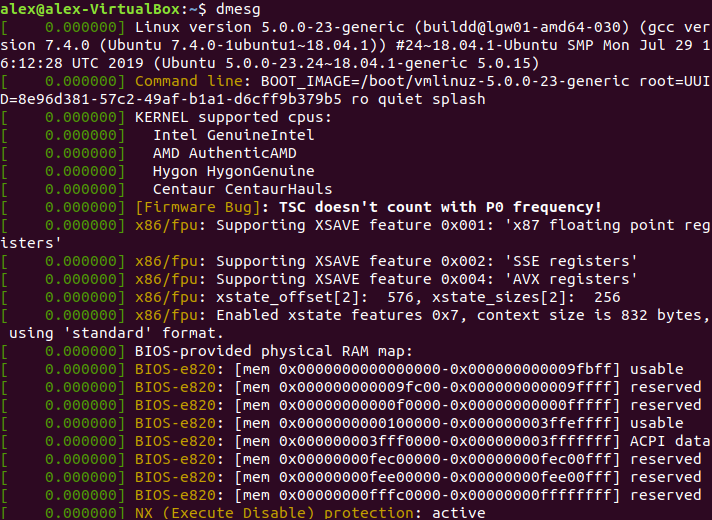 alex@alex-VirtualBox:~$ dmesg
[    0.000000] Linux version 5.0.0-23-generic (buildd@lgw01-amd64-030) (gcc ver
sion 7.4.0 (Ubuntu 7.4.0-1ubuntu1~18.04.1)) #24~18.04.1-Ubuntu SMP Mon Jul 29 1
6:12:28 UTC 2019 (Ubuntu 5.0.0-23.24~18.04.1-generic 5.0.15)
[    0.000000] Command line: BOOT_IMAGE=/boot/vmlinuz-5.0.0-23-generic root=UUI
D=8e96d381-57c2-49af-b1a1-d6cff9b379b5 ro quiet splash
[    0.000000] KERNEL supported cpus:
[    0.000000]   Intel GenuineIntel
[    0.000000]   AMD AuthenticAMD
[    0.000000]   Hygon HygonGenuine
[    0.000000]   Centaur CentaurHauls
[    0.000000] [Firmware Bug]: TSC doesn't count with P0 frequency!
[    0.000000] x86/fpu: Supporting XSAVE feature 0x001: 'x87 floating point reg
isters'
[    0.000000] x86/fpu: Supporting XSAVE feature 0x002: 'SSE registers'
[    0.000000] x86/fpu: Supporting XSAVE feature 0x004: 'AVX registers'
[    0.000000] x86/fpu: xstate_offset[2]:  576, xstate_sizes[2]:  256
[    0.000000] x86/fpu: Enabled xstate features 0x7, context size is 832 bytes,
 using 'standard' format.
[    0.000000] BIOS-provided physical RAM map:
[    0.000000] BIOS-e820: [mem 0x0000000000000000-0x000000000009fbff] usable
[    0.000000] BIOS-e820: [mem 0x000000000009fc00-0x000000000009ffff] reserved
[    0.000000] BIOS-e820: [mem 0x00000000000f0000-0x00000000000fffff] reserved
[    0.000000] BIOS-e820: [mem 0x0000000000100000-0x000000003ffeffff] usable
[    0.000000] BIOS-e820: [mem 0x000000003fff0000-0x000000003fffffff] ACPI data
[    0.000000] BIOS-e820: [mem 0x00000000fec00000-0x00000000fec00fff] reserved
[    0.000000] BIOS-e820: [mem 0x00000000fee00000-0x00000000fee00fff] reserved
[    0.000000] BIOS-e820: [mem 0x00000000fffc0000-0x00000000ffffffff] reserved
[    0.000000] NX (Execute Disable) protection: active